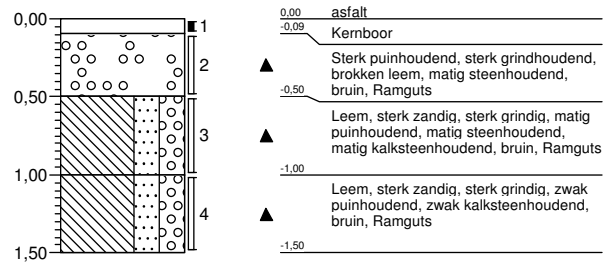 0,00
0,50
1,00
1,50
1
2
3
4
0,00 asfalt
-0,09 Kernboor
Sterk puinhoudend, sterk grindhoudend,
brokken leem, matig steenhoudend,
bruin, Ramguts
-0,50
Leem, sterk zandig, sterk grindig, matig
puinhoudend, matig steenhoudend,
matig kalksteenhoudend, bruin, Ramguts
-1,00
Leem, sterk zandig, sterk grindig, zwak
puinhoudend, zwak kalksteenhoudend,
bruin, Ramguts
-1,50